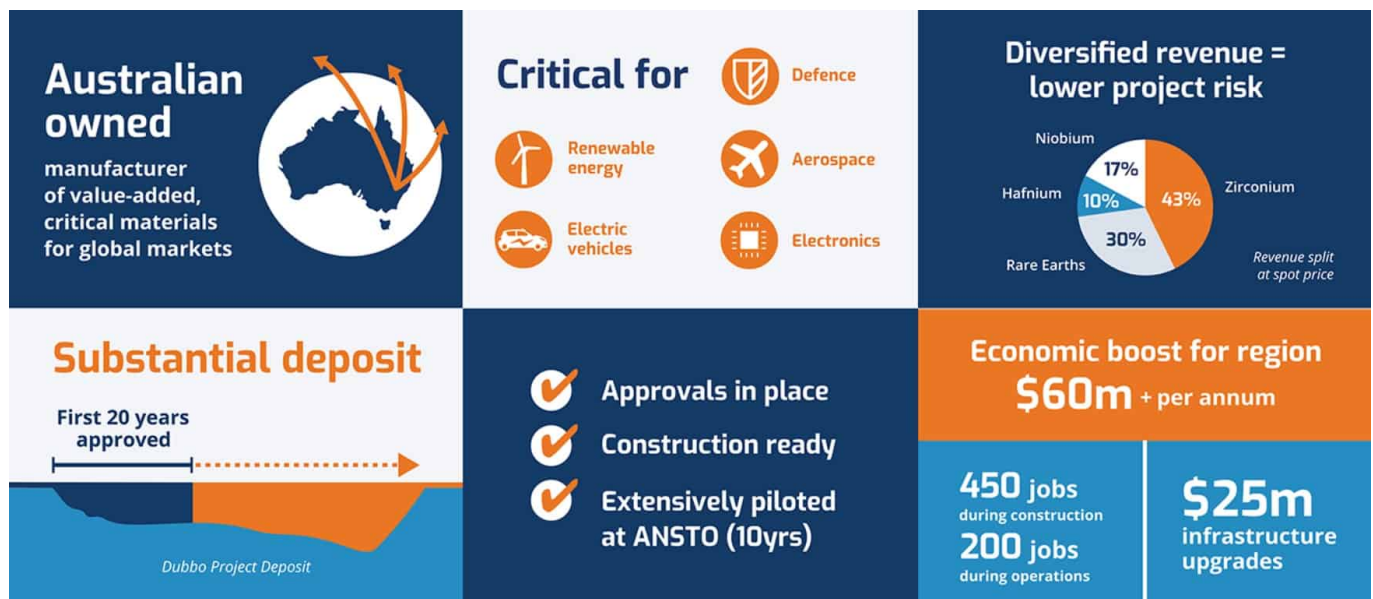 Australian
owned
manufacturer
of value-added,
critical materials
for global markets
Critical for
Defence
Renewable
energy
Aerospace
Electric
vehicles
Electronics
Diversified revenue =
lower project risk
Niobium
17%
Hafnium
10%
43%
Zirconium
30%
Rare Earths
Revenue split
at spot price
Substantial deposit
First 20 years
approved
Dubbo Project Deposit
Approvals in place
Construction ready
Extensively piloted
at ANSTO (10yrs)
Economic boost for region
$60m + per annum
450 jobs
during construction
200 jobs
during operations
$25m
infrastructure
upgrades